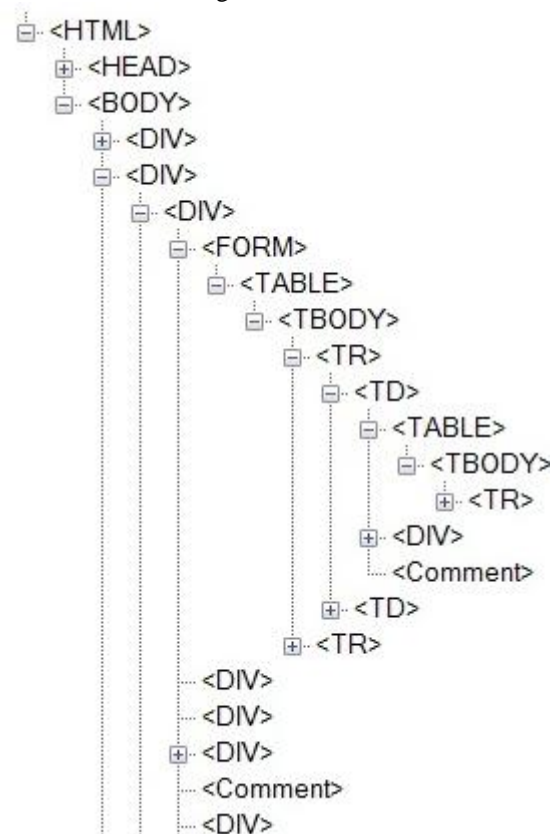 <HTML>
<HEAD>
<BODY>
<DIV>
<DIV>
<DIV>
<FORM>
<TABLE>
<TBODY>
<TR>
<TD>
<TABLE>
<TBODY>
<TR>
<DIV>
<Comment>
<TD>
<TR>
<DIV>
<DIV>
<DIV>
<Comment>
<DIV>